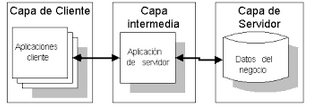 Capa de Cliente
Aplicaciones
cliente
Capa
intermedia
Aplicación
de servidor
Capa de
Servidor
Datos del
negocio